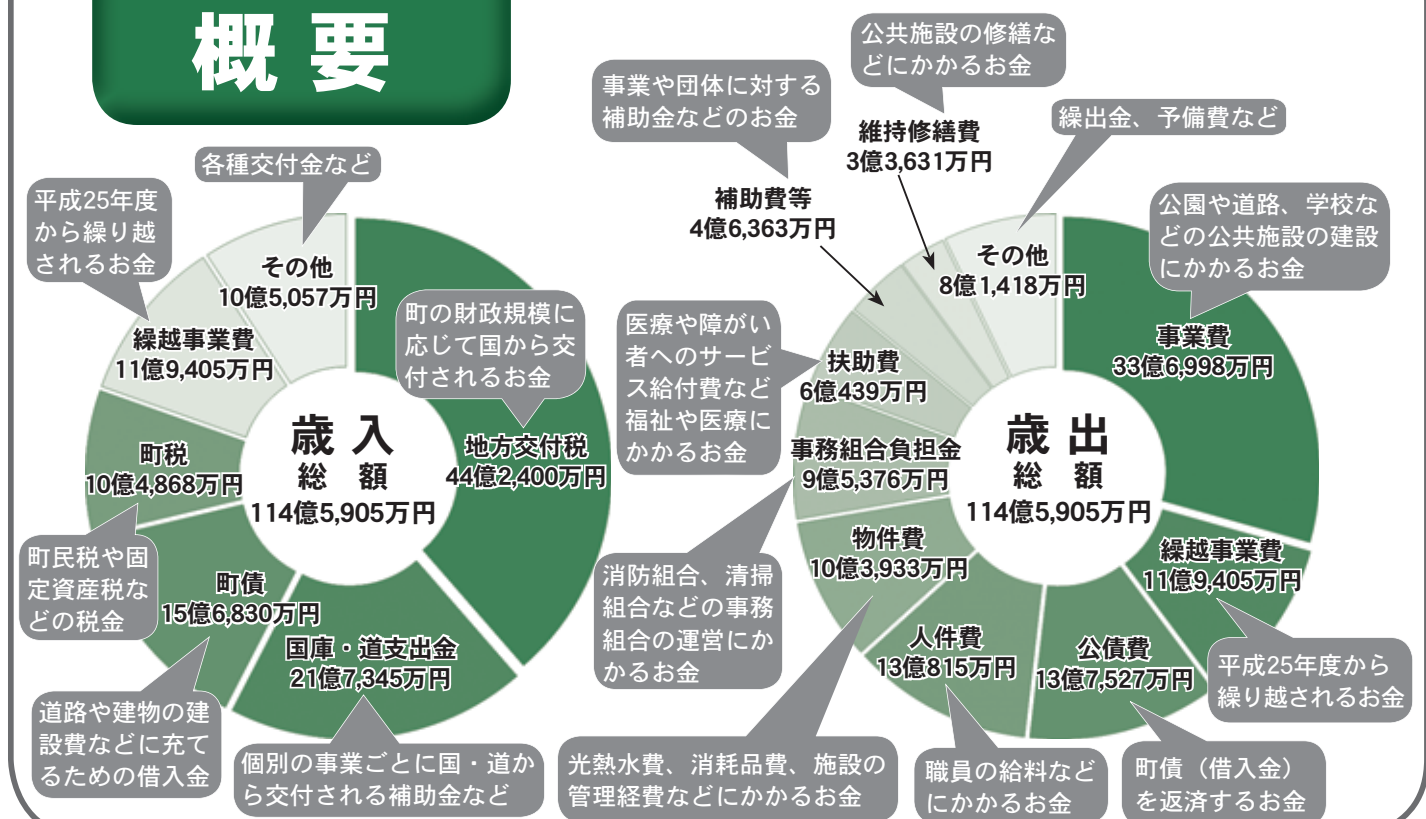 概要
各種交付金など
平成25年度
から繰り越
されるお金
その他
10億5,057万円
繰越事業費
11億9,405万円
町の財政規模に
応じて国から交
付されるお金
歳入
総額
114億5,905万円
地方交付税
44億2,400万円
町税
10億4,868万円
町民税や固
定資産税な
どの税金
町債
15億6,830万円
国庫・道支出金
21億7,345万円
道路や建物の建
設費などに充て
るための借入金
個別の事業ごとに国・道か
ら交付される補助金など
公共施設の修繕な
どにかかるお金
事業や団体に対する
補助金などのお金
維持修繕費
3億3,631万円
繰出金、予備費など
補助費等
4億6,363万円
公園や道路、学校な
どの公共施設の建設
にかかるお金
その他
8億1,418万円
医療や障がい
者へのサービ
ス給付費など
福祉や医療に
かかるお金
事業費
33億6,998万円
扶助費
6億439万円
歳出
総額
114億5,905万円
事務組合負担金
9億5,376万円
物件費
10億3,933万円
消防組合、清掃
組合などの事務
組合の運営にか
かるお金
繰越事業費
11億9,405万円
人件費
13億815万円
公債費
13億7,527万円
平成25年度から
繰り越されるお金
光熱水費、消耗品費、施設の
管理経費などにかかるお金
職員の給料など
にかかるお金
町債（借入金）
を返済するお金